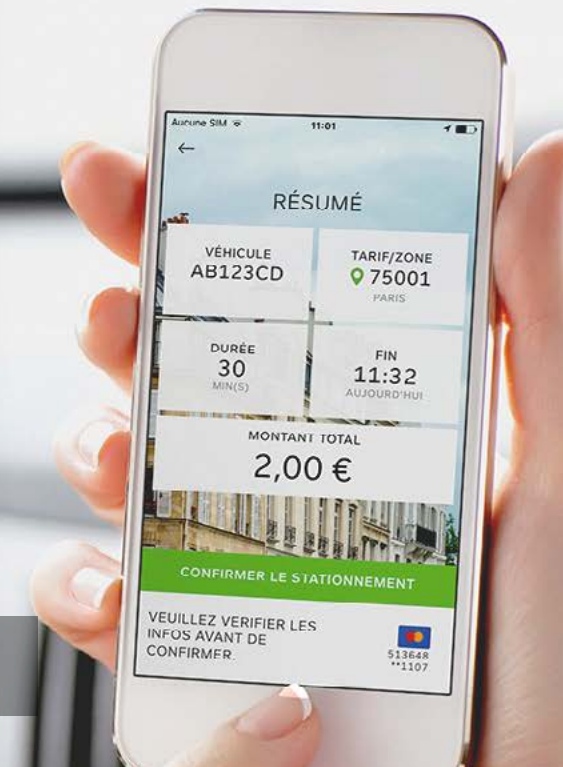 Aucune SIM
11:01
RÉSUMÉ
VÉHICULE
AB123CD
TARIF/ZONE
75001
PARIS
DURÉE
30
MIN(S)
FIN
11:32
AUJOURD'HUI
MONTANT TOTAL
2,00 €
CONFIRMER LE STATIONNEMENT
VEUILLEZ VERIFIER LES
INFOS AVANT DE
CONFIRMER.
513648
**1107